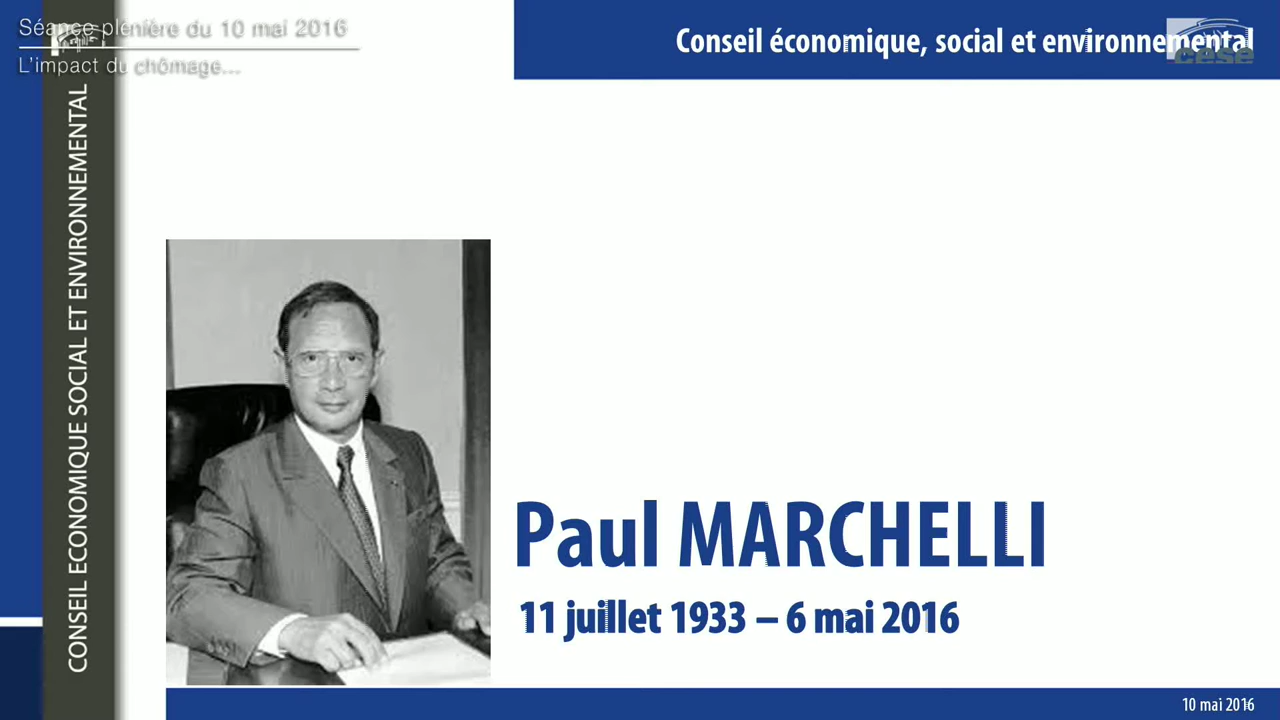 Séance plénière du 10 mai 2016
L'impact du chômage...
Conseil économique, social et environnemental
cese
CONSEIL ECONOMIQUE SOCIAL ET ENVIRONNEMENTAL
Paul MARCHELLI
11 juillet 1933 – 6 mai 2016
10 mai 2016